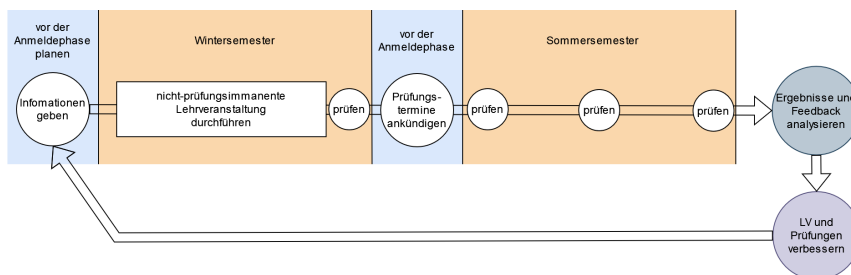 vor der
Anmeldephase
planen
Wintersemester
vor der
Anmeldephase
Sommersemester
Infomationen
geben
nicht-prüfungsimmanente
Lehrveranstaltung
durchführen
prüfen
Prüfungs-
termine
ankündigen
prüfen
prüfen
prüfen
Ergebnisse und
Feedback
analysieren
LV und
Prüfungen
verbessern